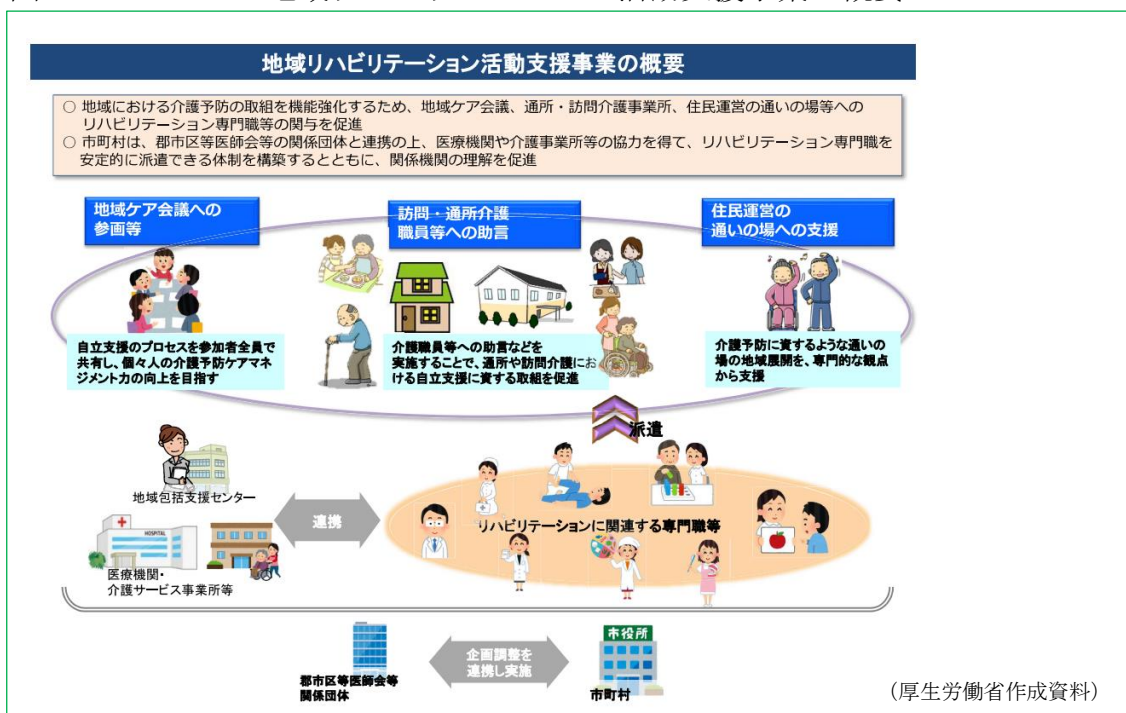 地域リハビリテーション活動支援事業の概要
○ 地域における介護予防の取組を機能強化するため、地域ケア会議、通所・訪問介護事業所、住民運営の通いの場等への
リハビリテーション専門職等の関与を促進
○ 市町村は、郡市区等医師会等の関係団体と連携の上、医療機関や介護事業所等の協力を得て、リハビリテーション専門職を
安定的に派遣できる体制を構築するとともに、関係機関の理解を促進
地域ケア会議への
参画等
訪問・通所介護
職員等への助言
住民運営の
通いの場への支援
自立支援のプロセスを参加者全員で
共有し、個々人の介護予防ケアマネ
ジメント力の向上を目指す
介護職員等への助言などを
実施することで、通所や訪問介護にお
ける自立支援に資する取組を促進
介護予防に資するような通いの
場の地域展開を、専門的な観点
から支援
派遣
地域包括支援センター
連携
リハビリテーションに関連する専門職等
HOSPITAL
医療機関・
介護サービス事業所等
企画調整を
連携し実施
市役所
郡市区等医師会等
関係団体
市町村
(厚生労働省作成資料)